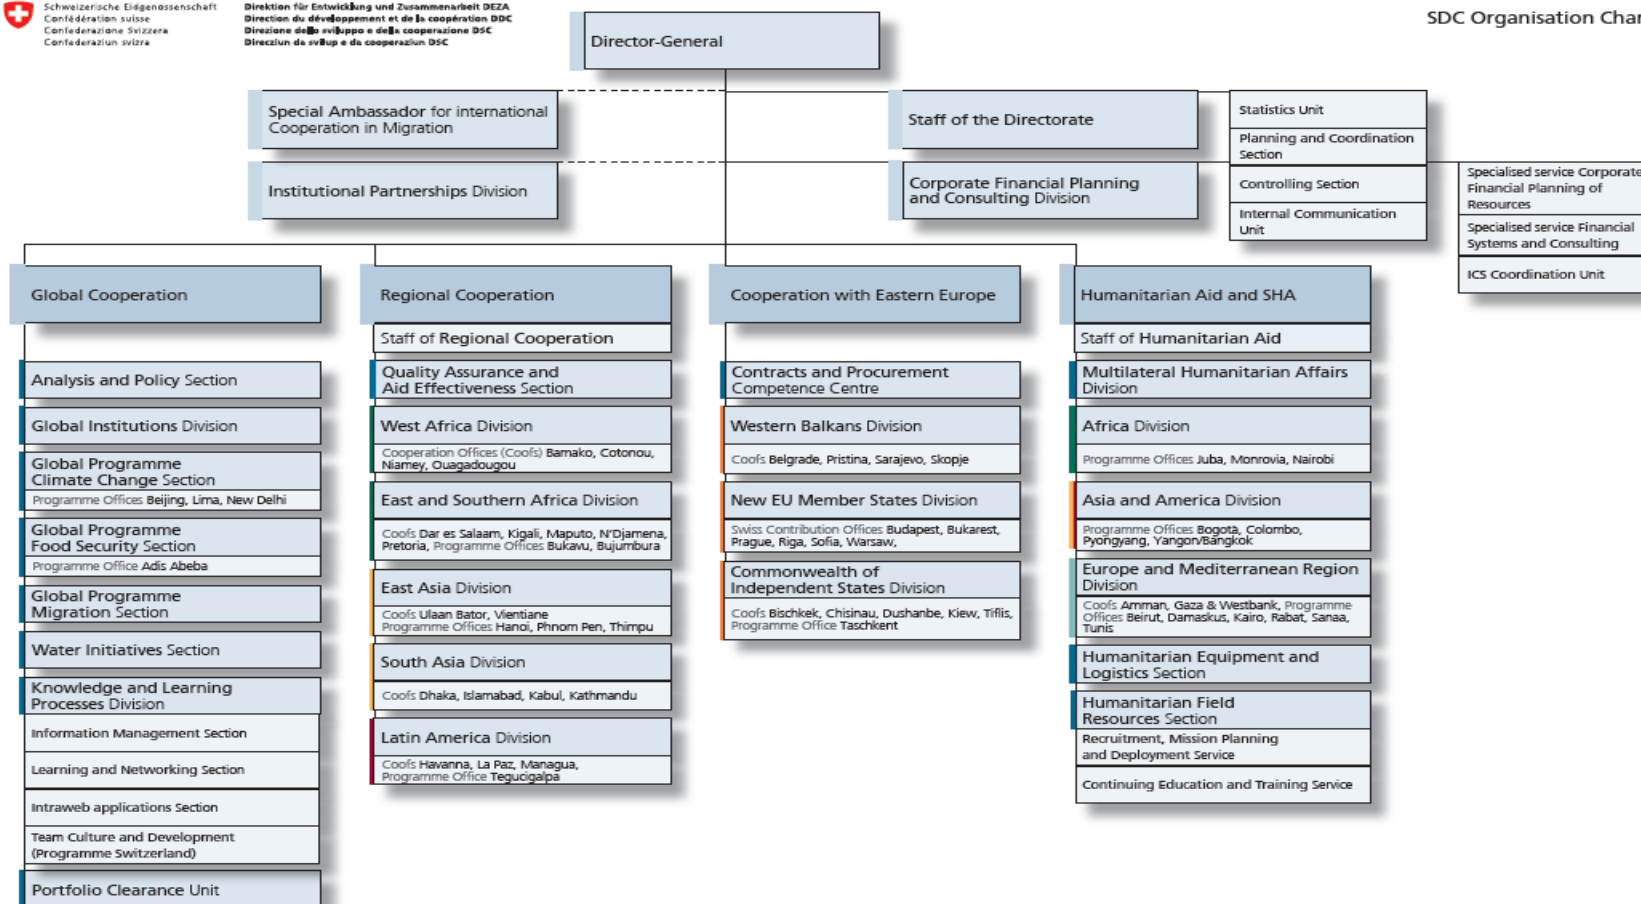 Schweizerische Eidgenossenschaft
Confédération suisse
Confederazione Svizzera
Confederaziun svizra
Direktion für Entwicklung und Zusammenarbeit DEZA
Direction du développement et de la coopération DDC
Direzione dello sviluppo e della cooperazione DSC
Direcziun da svilup e da cooperaziun DSC
SDC Organisation Char
Director-General
Special Ambassador for international
Cooperation in Migration
Staff of the Directorate
Statistics Unit
Planning and Coordination
Section
Controlling Section
Internal Communication
Unit
Institutional Partnerships Division
Corporate Financial Planning
and Consulting Division
Specialised service Corporate
Financial Planning of
Resources
Specialised service Financial
Systems and Consulting
ICS Coordination Unit
Global Cooperation
Analysis and Policy Section
Global Institutions Division
Global Programme
Climate Change Section
Programme Offices Beijing, Lima, New Delhi
Global Programme
Food Security Section
Programme Office Adis Abeba
Global Programme
Migration Section
Water Initiatives Section
Knowledge and Learning
Processes Division
Information Management Section
Learning and Networking Section
Intraweb applications Section
Team Culture and Development
(Programme Switzerland)
Portfolio Clearance Unit
Regional Cooperation
Staff of Regional Cooperation
Quality Assurance and
Aid Effectiveness Section
West Africa Division
Cooperation Offices (Coofs) Bamako, Cotonou,
Niamey, Ouagadougou
East and Southern Africa Division
Coofs Dar es Salaam, Kigali, Maputo, N'Djamena,
Pretoria, Programme Offices Bukavu, Bujumbura
East Asia Division
Coofs Ulaan Bator, Vientiane
Programme Offices Hanoi, Phnom Pen, Thimpu
South Asia Division
Coofs Dhaka, Islamabad, Kabul, Kathmandu
Latin America Division
Coofs Havanna, La Paz, Managua,
Programme Office Tegucigalpa
Cooperation with Eastern Europe
Contracts and Procurement
Competence Centre
Western Balkans Division
Coofs Belgrade, Pristina, Sarajevo, Skopje
New EU Member States Division
Swiss Contribution Offices Budapest, Bukarest,
Prague, Riga, Sofia, Warsaw,
Commonwealth of
Independent States Division
Coofs Bischkek, Chisinau, Dushanbe, Kiew, Tiflis,
Programme Office Taschkent
Humanitarian Aid and SHA
Staff of Humanitarian Aid
Multilateral Humanitarian Affairs
Division
Africa Division
Programme Offices Juba, Monrovia, Nairobi
Asia and America Division
Programme Offices Bogotà, Colombo,
Pyongyang, Yangon/Bangkok
Europe and Mediterranean Region
Division
Coofs Amman, Gaza & Westbank, Programme
Offices Beirut, Damaskus, Kairo, Rabat, Sanaa,
Tunis
Humanitarian Equipment and
Logistics Section
Humanitarian Field
Resources Section
Recruitment, Mission Planning
and Deployment Service
Continuing Education and Training Service